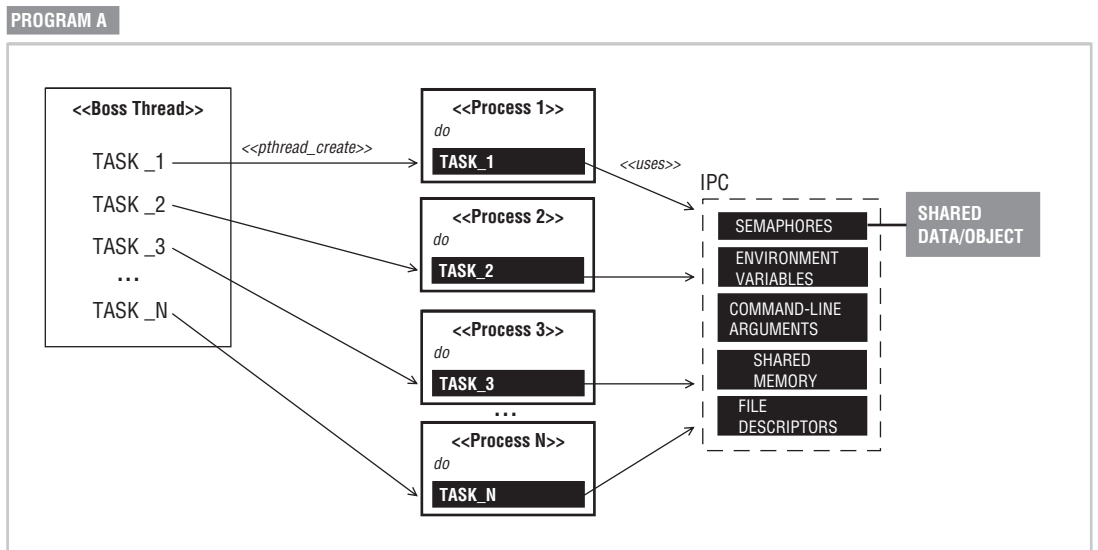 PROGRAM A
<<Boss Thread>>
TASK _1
TASK _2
TASK _3
...
TASK _N
<<pthread_create>>
<<Process 1>>
do
TASK_1
<<Process 2>>
do
TASK_2
<<Process 3>>
do
TASK_3
...
<<Process N>>
do
TASK_N
<<uses>>
IPC
SEMAPHORES
ENVIRONMENT
VARIABLES
COMMAND-LINE
ARGUMENTS
SHARED
MEMORY
FILE
DESCRIPTORS
SHARED
DATA/OBJECT